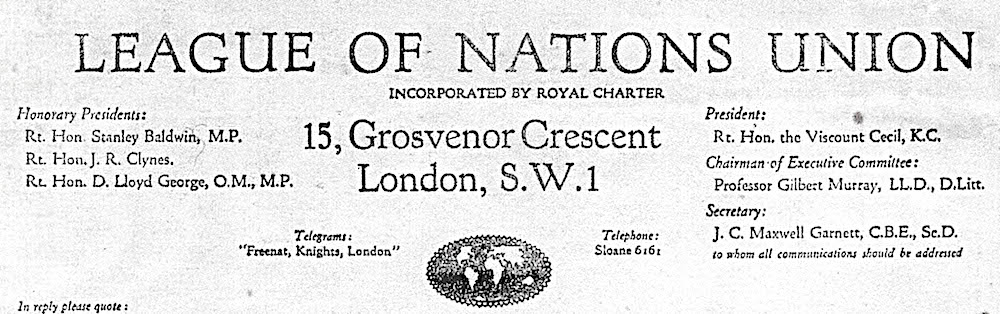 LEAGUE OF NATIONS UNION
INCORPORATED BY ROYAL CHARTER
Honorary Presidents:
Rt. Hon. Stanley Baldwin, M.P.
Rt. Hon. J. R. Clynes.
Rt. Hon. D. Lloyd George, O.M., M.P.
15, Grosvenor Crescent
London, S.W.1
President:
Rt. Hon. the Viscount Cecil, K.C.
Chairman of Executive Committee:
Professor Gilbert Murray, LL.D., D.Litt.
Secretary:
J. C. Maxwell Garnett, C.B.E., Sc.D.
to whom all communications should be addressed
Telegrams:
"Freenat, Knights, London"
Telephone:
Sloane 6161
In reply please quote: